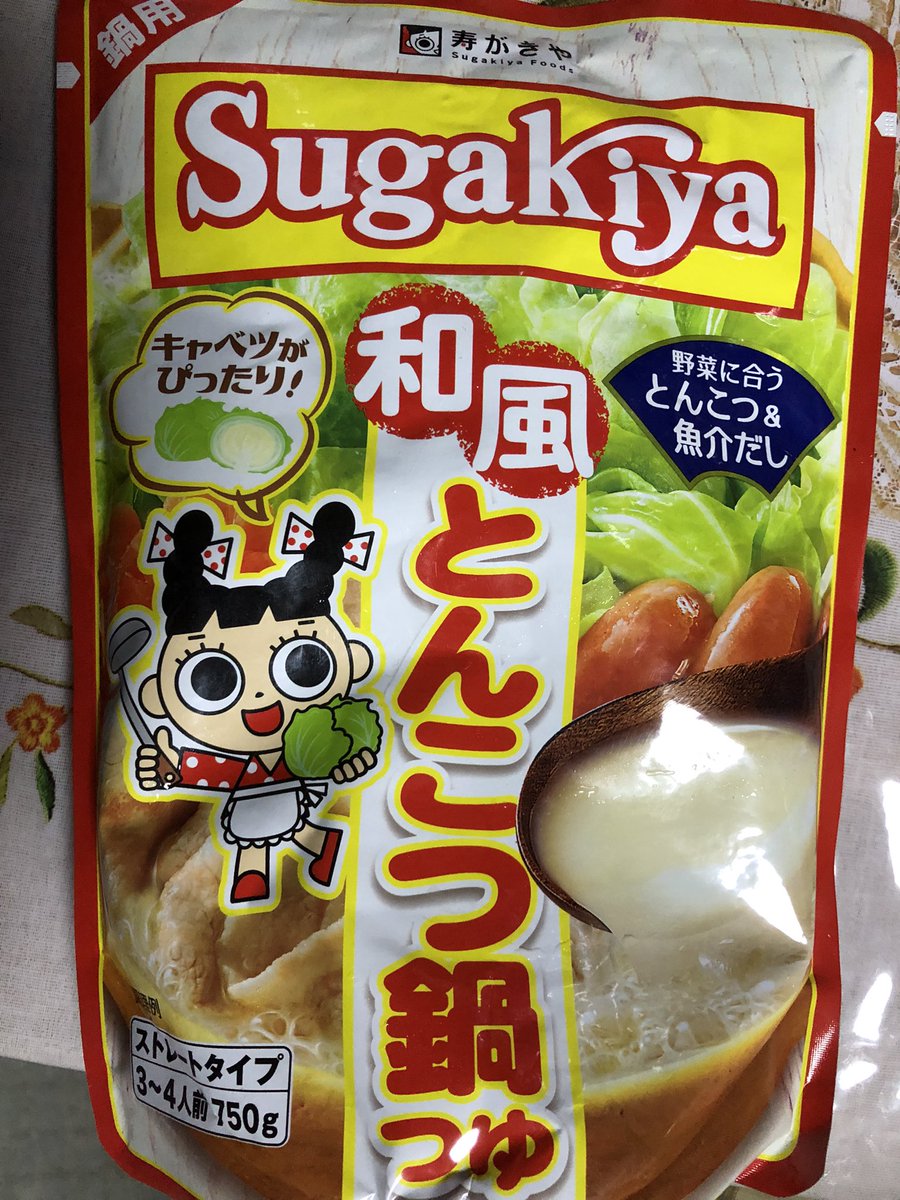 鍋用
寿がきや
Sugakiya Foods
Sugakiya
キャベツが
ぴったり!
和風
とんこつ鍋つゆ
野菜に合う
とんこつ&
魚介だし
ストレートタイプ
3～4人前 750g